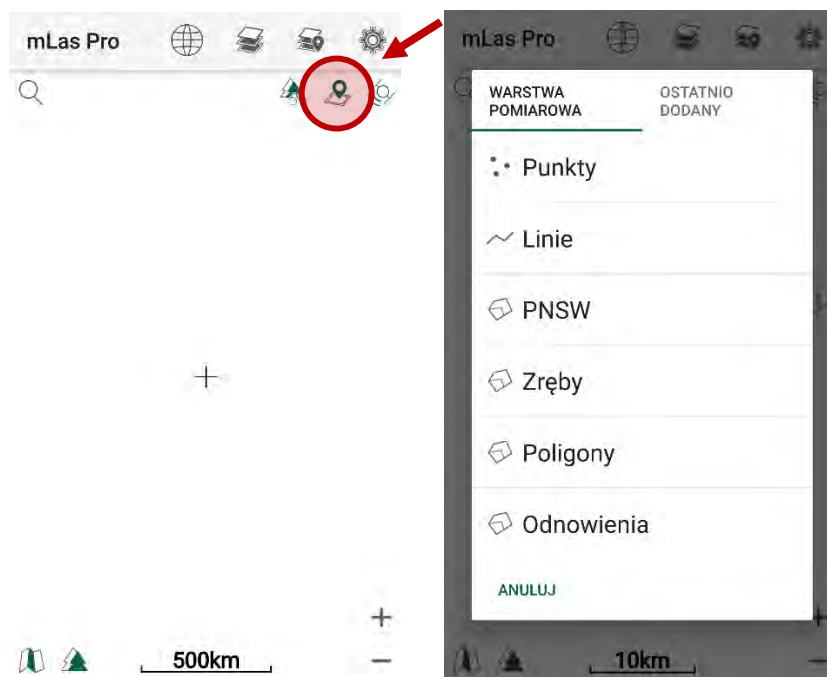 mLas Pro
500km
mLas Pro
WARSTWA
POMIAROWA
OSTATNIO
DODANY
Punkty
Linie
PNSW
Zręby
Poligony
Odnowienia
ANULUJ
10km